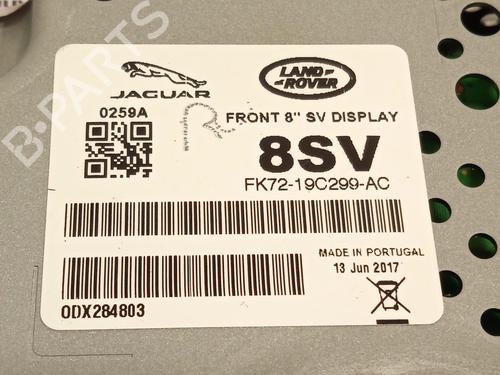 B-PARTS
JAGUAR
LAND ROVER
0259A
FRONT 8" SV DISPLAY
8SV
FK72-19C299-AC
MADE IN PORTUGAL
13 Jun 2017
ODX284803